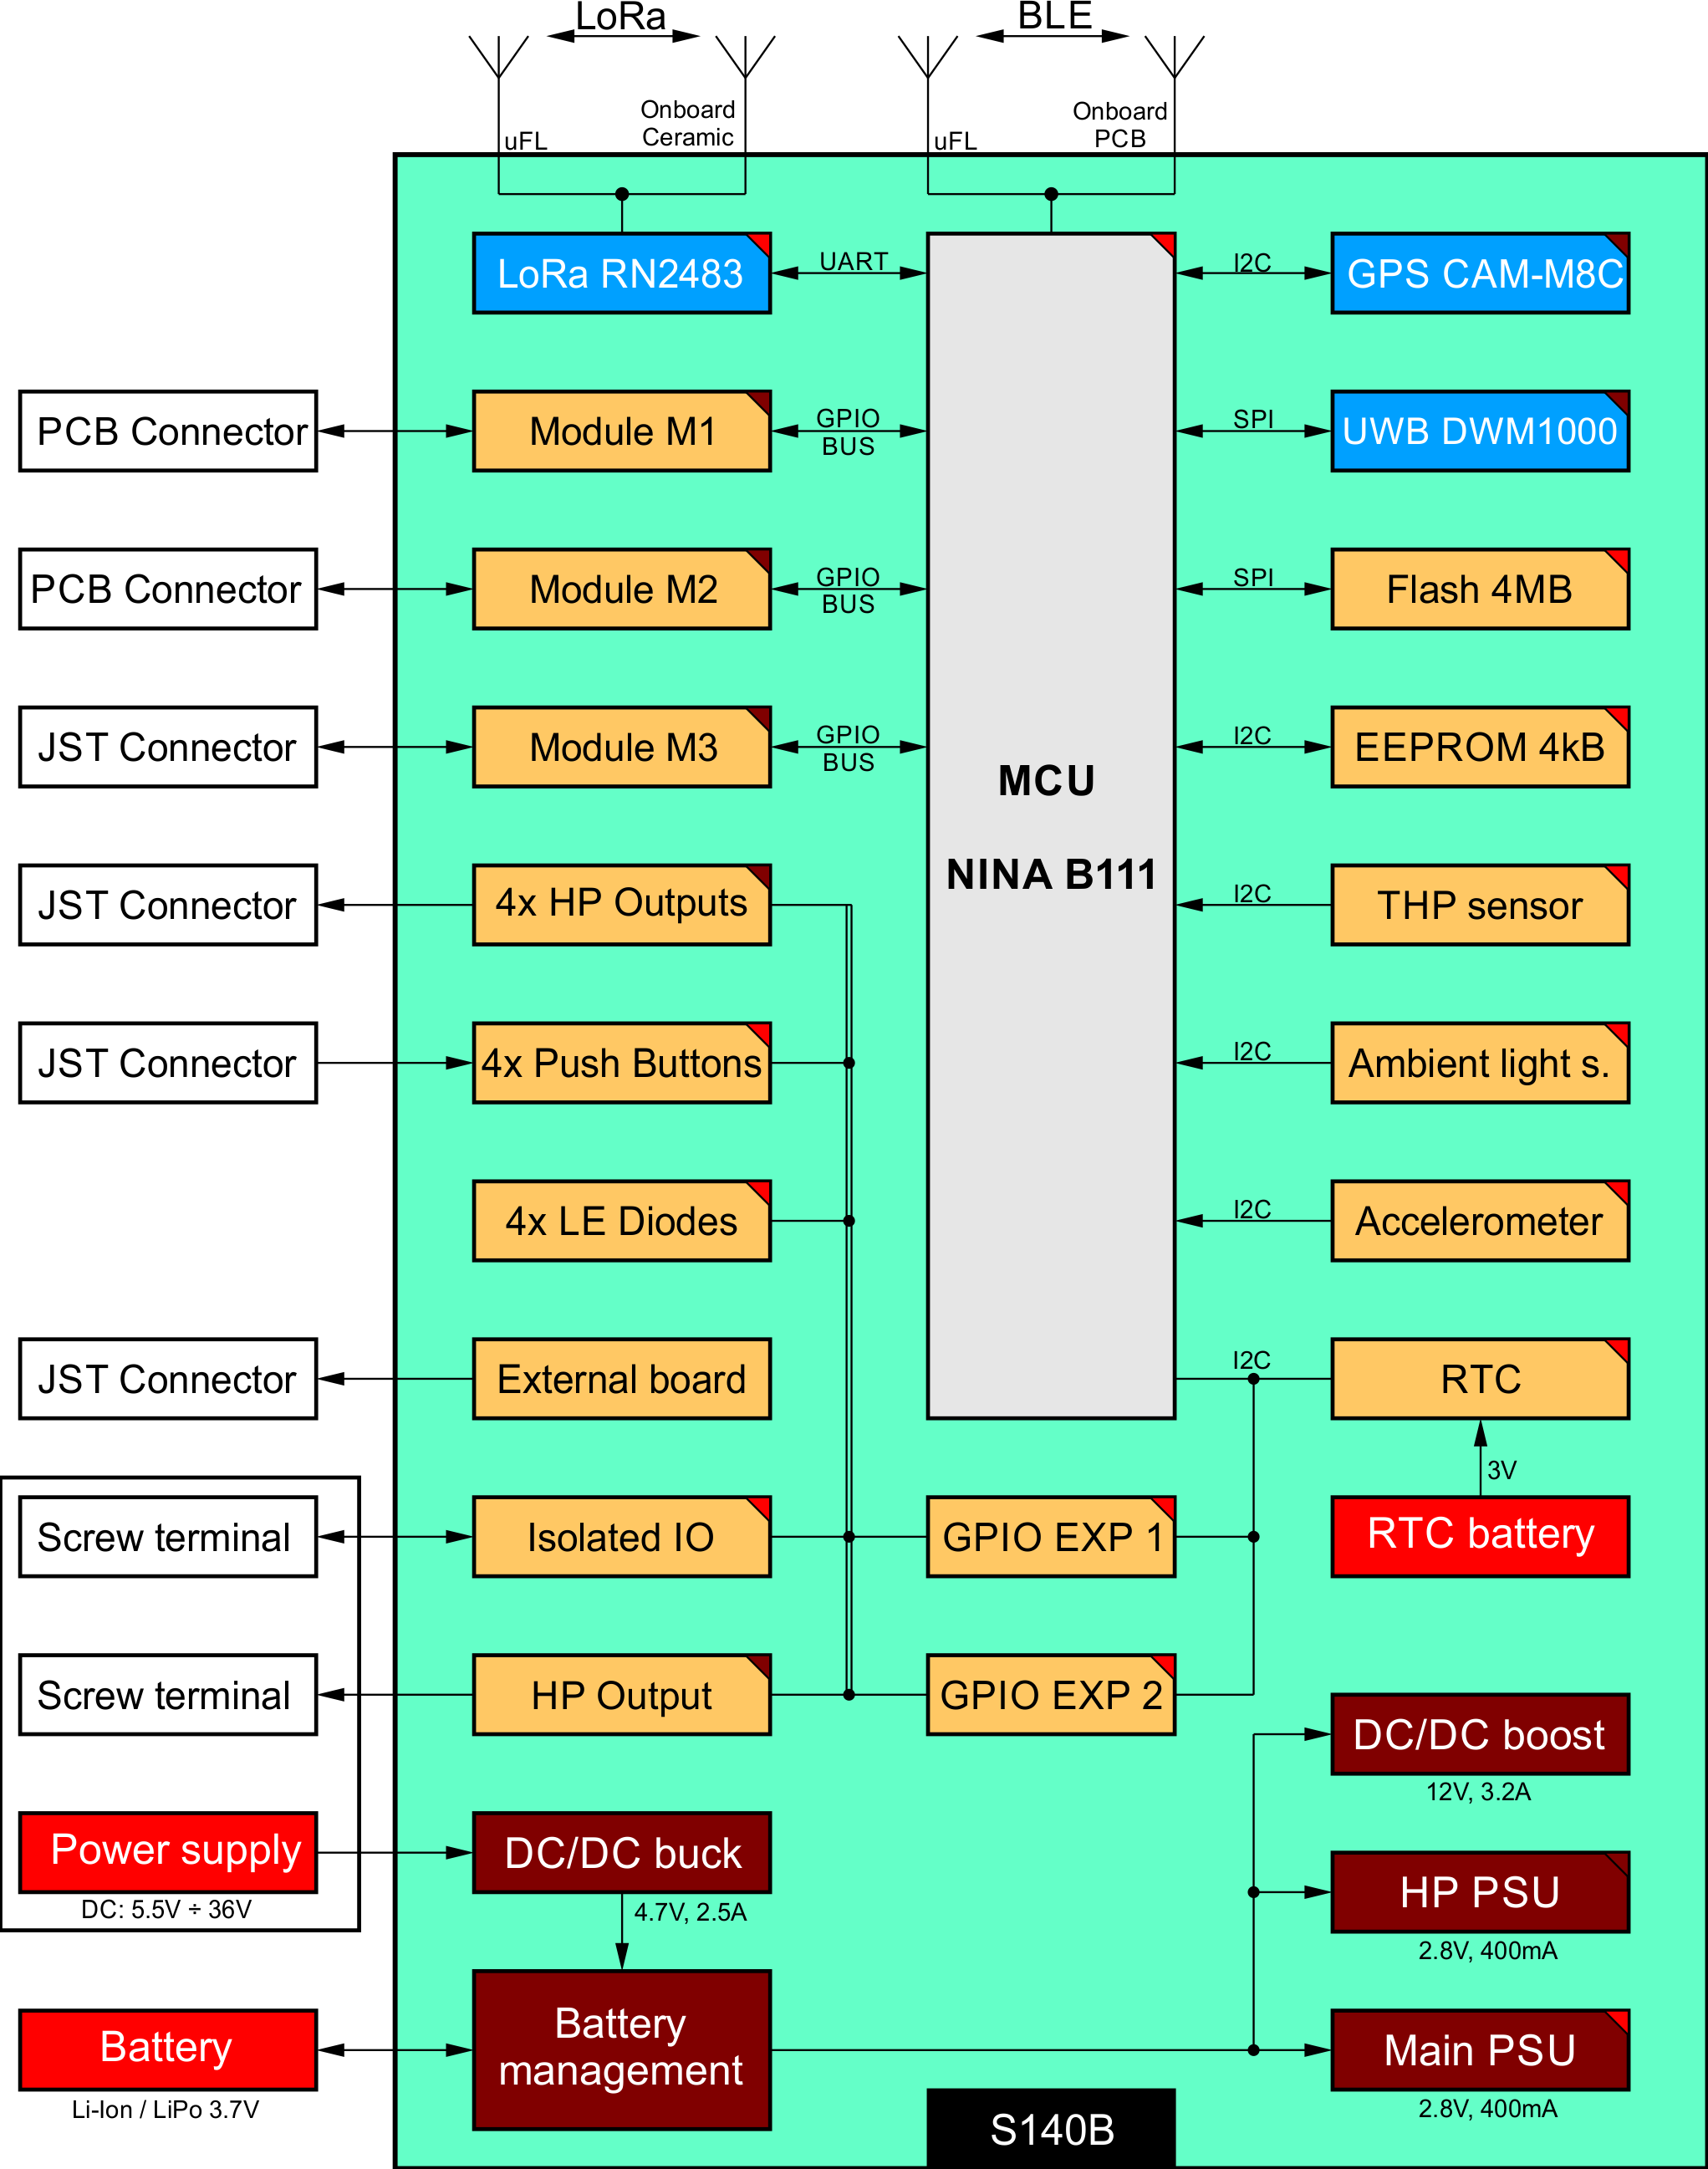 LoRa
BLE
Onboard
Ceramic
uFL
Onboard
PCB
uFL
LoRa RN2483
UART
I2C
GPS CAM-M8C
PCB Connector
Module M1
GPIO
BUS
SPI
UWB DWM1000
PCB Connector
Module M2
GPIO
BUS
SPI
Flash 4MB
JST Connector
Module M3
GPIO
BUS
MCU
NINA B111
I2C
EEPROM 4kB
JST Connector
4x HP Outputs
I2C
THP sensor
JST Connector
4x Push Buttons
I2C
Ambient light s.
4x LE Diodes
I2C
Accelerometer
JST Connector
External board
I2C
RTC
3V
Screw terminal
Isolated IO
GPIO EXP 1
RTC battery
Screw terminal
HP Output
GPIO EXP 2
DC/DC boost
12V, 3.2A
Power supply
DC: 5.5V ÷ 36V
DC/DC buck
4.7V, 2.5A
HP PSU
2.8V, 400mA
Battery
Li-Ion / LiPo 3.7V
Battery
management
Main PSU
2.8V, 400mA
S140B